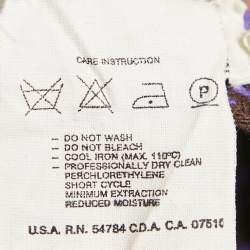 CARE INSTRUCTION
P
– DO NOT WASH
– DO NOT BLEACH
– COOL IRON (MAX. 110°C)
– PROFESSIONALLY DRY CLEAN
PERCHLORETHYLENE
SHORT CYCLE
MINIMUM EXTRACTION
REDUCED MOISTURE
U.S.A. R.N. 54784 C.D.A. C.A. 07510